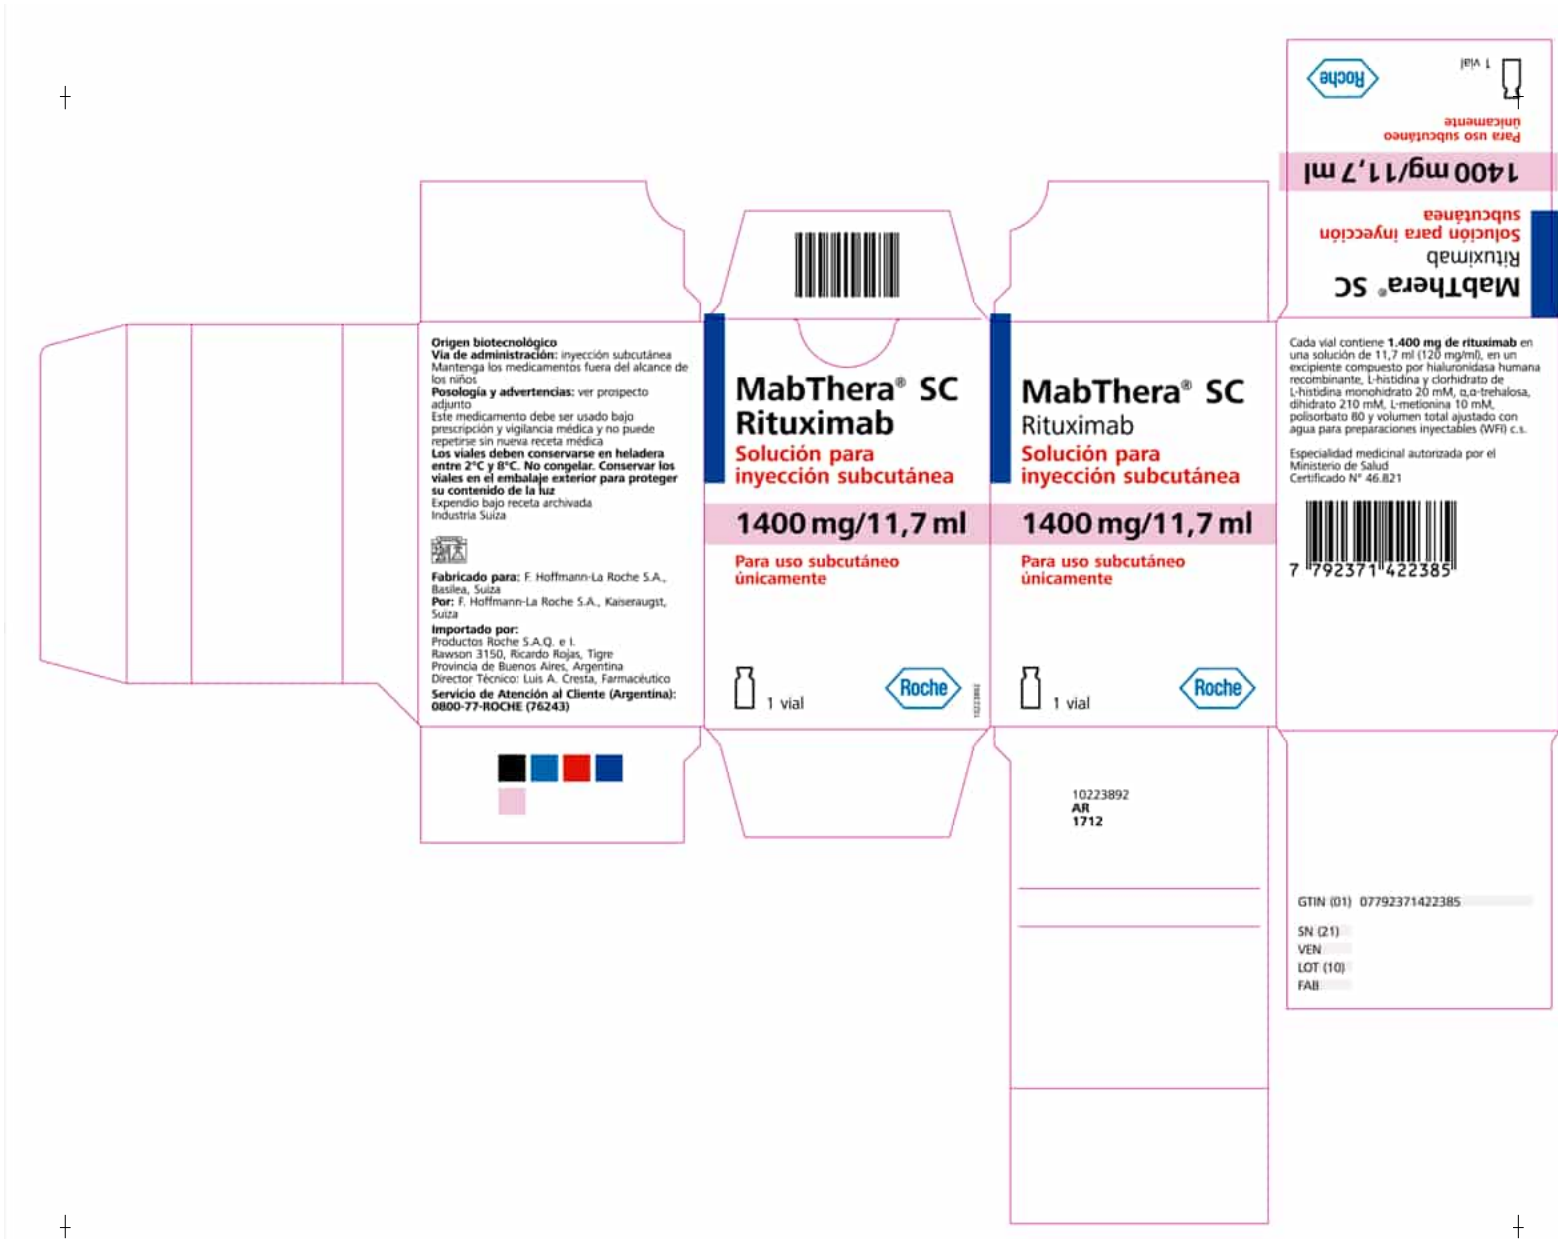 Origen biotecnológico
Vía de administración: inyección subcutánea
Mantenga los medicamentos fuera del alcance de
los niños
Posología y advertencias: ver prospecto
adjunto
Este medicamento debe ser usado bajo
prescripción y vigilancia médica y no puede
repetirse sin nueva receta médica
Los viales deben conservarse en heladera
entre 2°C y 8°C. No congelar. Conservar los
viales en el embalaje exterior para proteger
su contenido de la luz
Expendio bajo receta archivada
Industria Suiza
Fabricado para: F. Hoffmann-La Roche S.A.,
Basilea, Suiza
Por: F. Hoffmann-La Roche S.A., Kaiseraugst,
Suiza
Importado por:
Productos Roche S.A.Q. e I.
Rawson 3150, Ricardo Rojas, Tigre
Provincia de Buenos Aires, Argentina
Director Técnico: Luis A. Cresta, Farmacéutico
Servicio de Atención al Cliente (Argentina):
0800-77-ROCHE (76243)
MabThera® SC
Rituximab
Solución para
inyección subcutánea
1400 mg/11,7 ml
Para uso subcutáneo
únicamente
1 vial
Roche
10223892
MabThera® SC
Rituximab
Solución para
inyección subcutánea
1400 mg/11,7 ml
Para uso subcutáneo
únicamente
1 vial
Roche
10223892
AR
1712
MabThera® SC
Rituximab
Solución para inyección
subcutánea
1400 mg/11,7 ml
Para uso subcutáneo
únicamente
1 vial
Roche
Cada vial contiene 1.400 mg de rituximab en
una solución de 11,7 ml (120 mg/ml), en un
excipiente compuesto por hialuronidasa humana
recombinante, L-histidina y clorhidrato de
L-histidina monohidrato 20 mM, α,α-trehalosa,
dihidrato 210 mM, L-metionina 10 mM,
polisorbato 80 y volumen total ajustado con
agua para preparaciones inyectables (WFI) c.s.
Especialidad medicinal autorizada por el
Ministerio de Salud
Certificado N° 46.821
7 792371 422385
GTIN (01) 07792371422385
SN (21)
VEN
LOT (10)
FAB